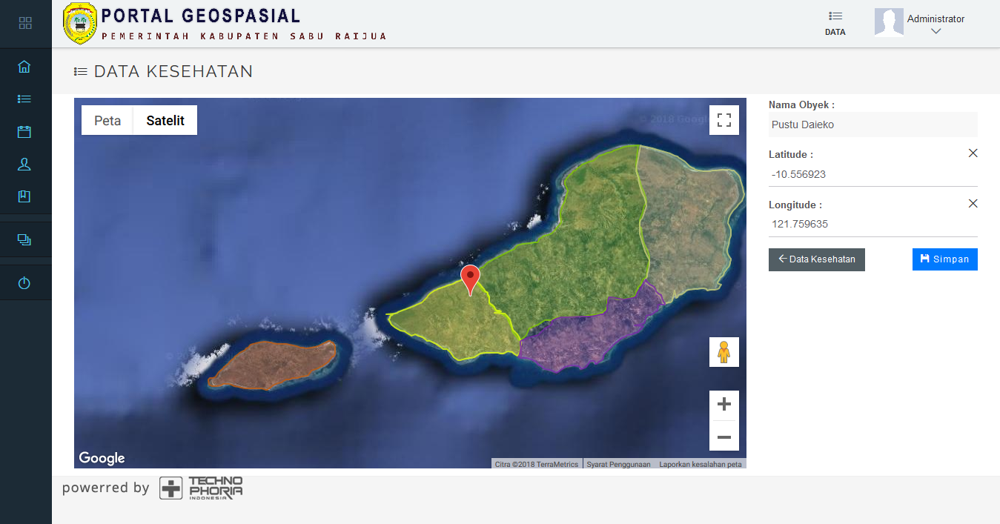 PORTAL GEOSPASIAL
PEMERINTAH KABUPATEN SABU RAIJUA
DATA
Administrator
DATA KESEHATAN
Peta
Satelit
© 2018 Google
Nama Obyek :
Pustu Daieko
Latitude :
-10.556923
Longitude :
121.759635
Data Kesehatan
Simpan
Google
Citra ©2018 TerraMetrics
Syarat Penggunaan
Laporkan kesalahan peta
powerred by
TECHNO
PHORIA
INDONESIA